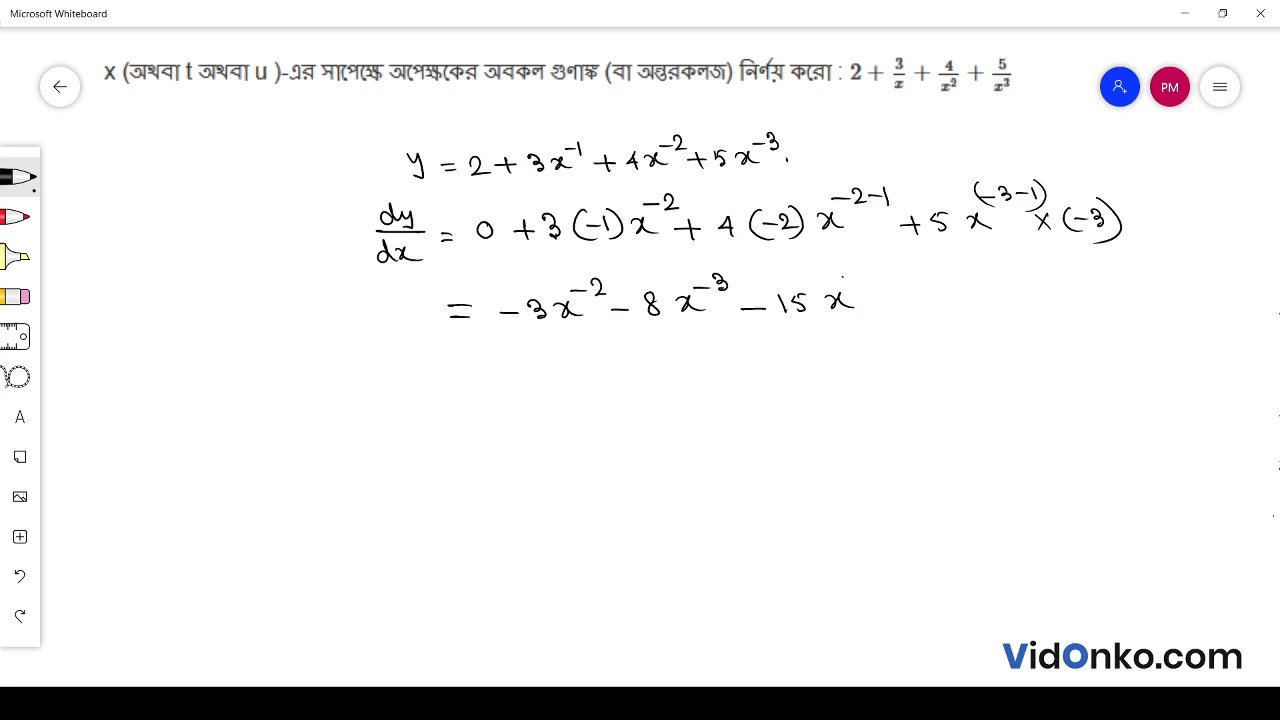 Microsoft Whiteboard
x (অথবা t অথবা u )-এর সাপেক্ষে অপেক্ষকের অবকল গুণাঙ্ক (বা অন্তরকলজ) নির্ণয় করো : 2 + 3/x + 4/x² + 5/x³
PM
y = 2 + 3x⁻¹ + 4x⁻² + 5x⁻³.
dy/dx = 0 + 3 (-1) x⁻² + 4 (-2) x⁻²⁻¹ + 5 x⁽⁻³⁻¹⁾ × (-3)
= -3x⁻² - 8x⁻³ - 15 x
A
VidOnko.com